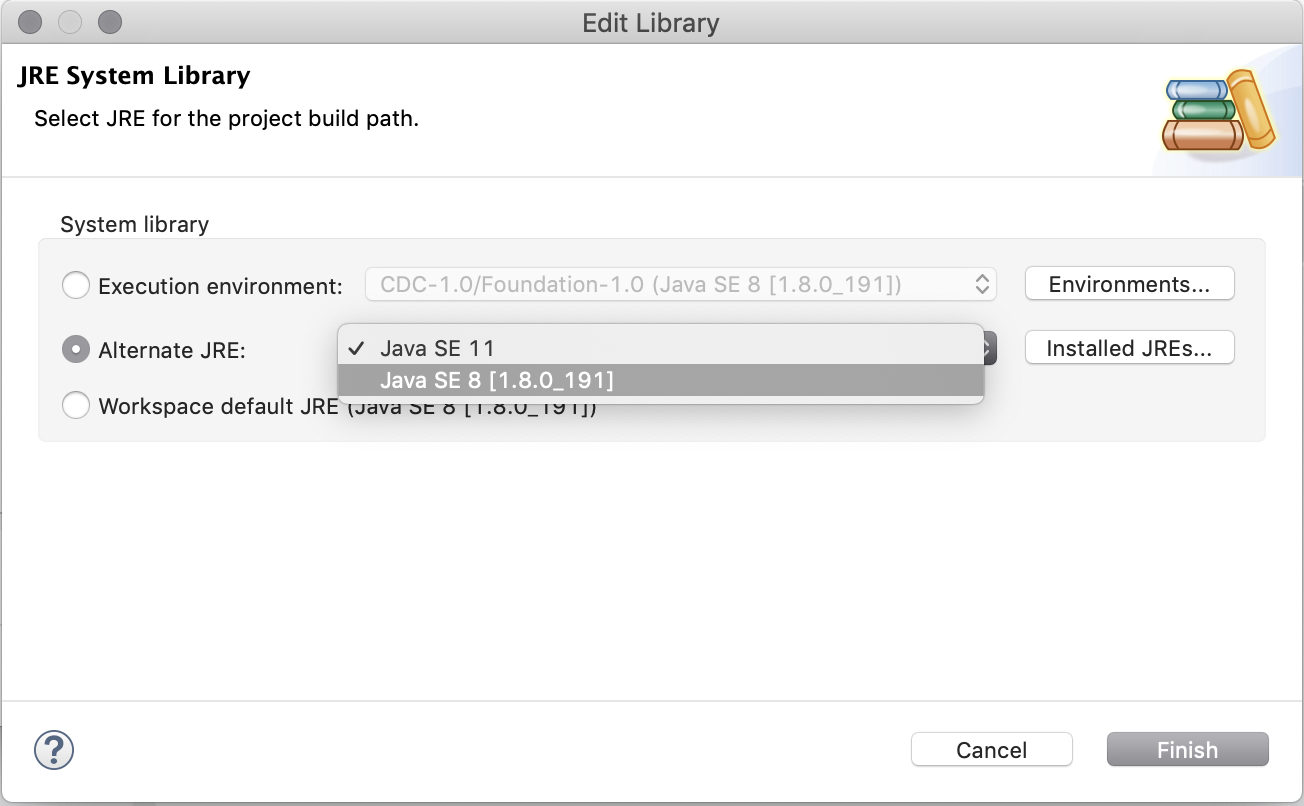 Edit Library
JRE System Library
Select JRE for the project build path.
System library
Execution environment: CDC-1.0/Foundation-1.0 (Java SE 8 [1.8.0_191]) Environments...
Alternate JRE: ✓ Java SE 11 Installed JREs...
Java SE 8 [1.8.0_191]
Workspace default JRE (Java SE 8 [1.8.0_191])
?
Cancel Finish